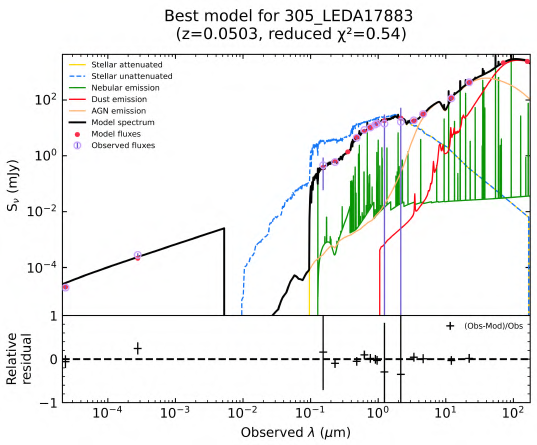 Best model for 305_LEDA17883
(z=0.0503, reduced χ²=0.54)
Stellar attenuated
Stellar unattenuated
Nebular emission
Dust emission
AGN emission
Model spectrum
Model fluxes
Observed fluxes
10²
10⁰
10⁻²
10⁻⁴
S_ν (mJy)
1
0
−1
Relative
residual
(Obs-Mod)/Obs
10⁻⁴ 10⁻³ 10⁻² 10⁻¹ 10⁰ 10¹ 10²
Observed λ (μm)